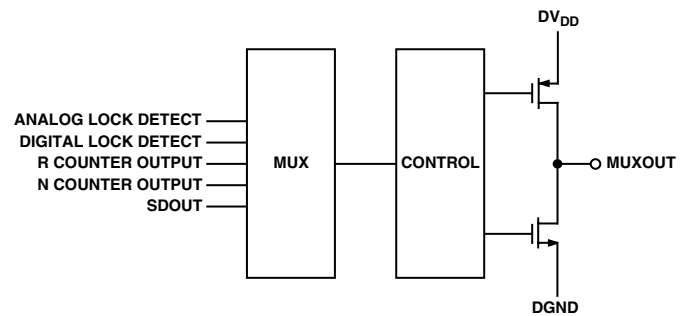 DVDD
ANALOG LOCK DETECT
DIGITAL LOCK DETECT
R COUNTER OUTPUT
N COUNTER OUTPUT
SDOUT
MUX
CONTROL
MUXOUT
DGND